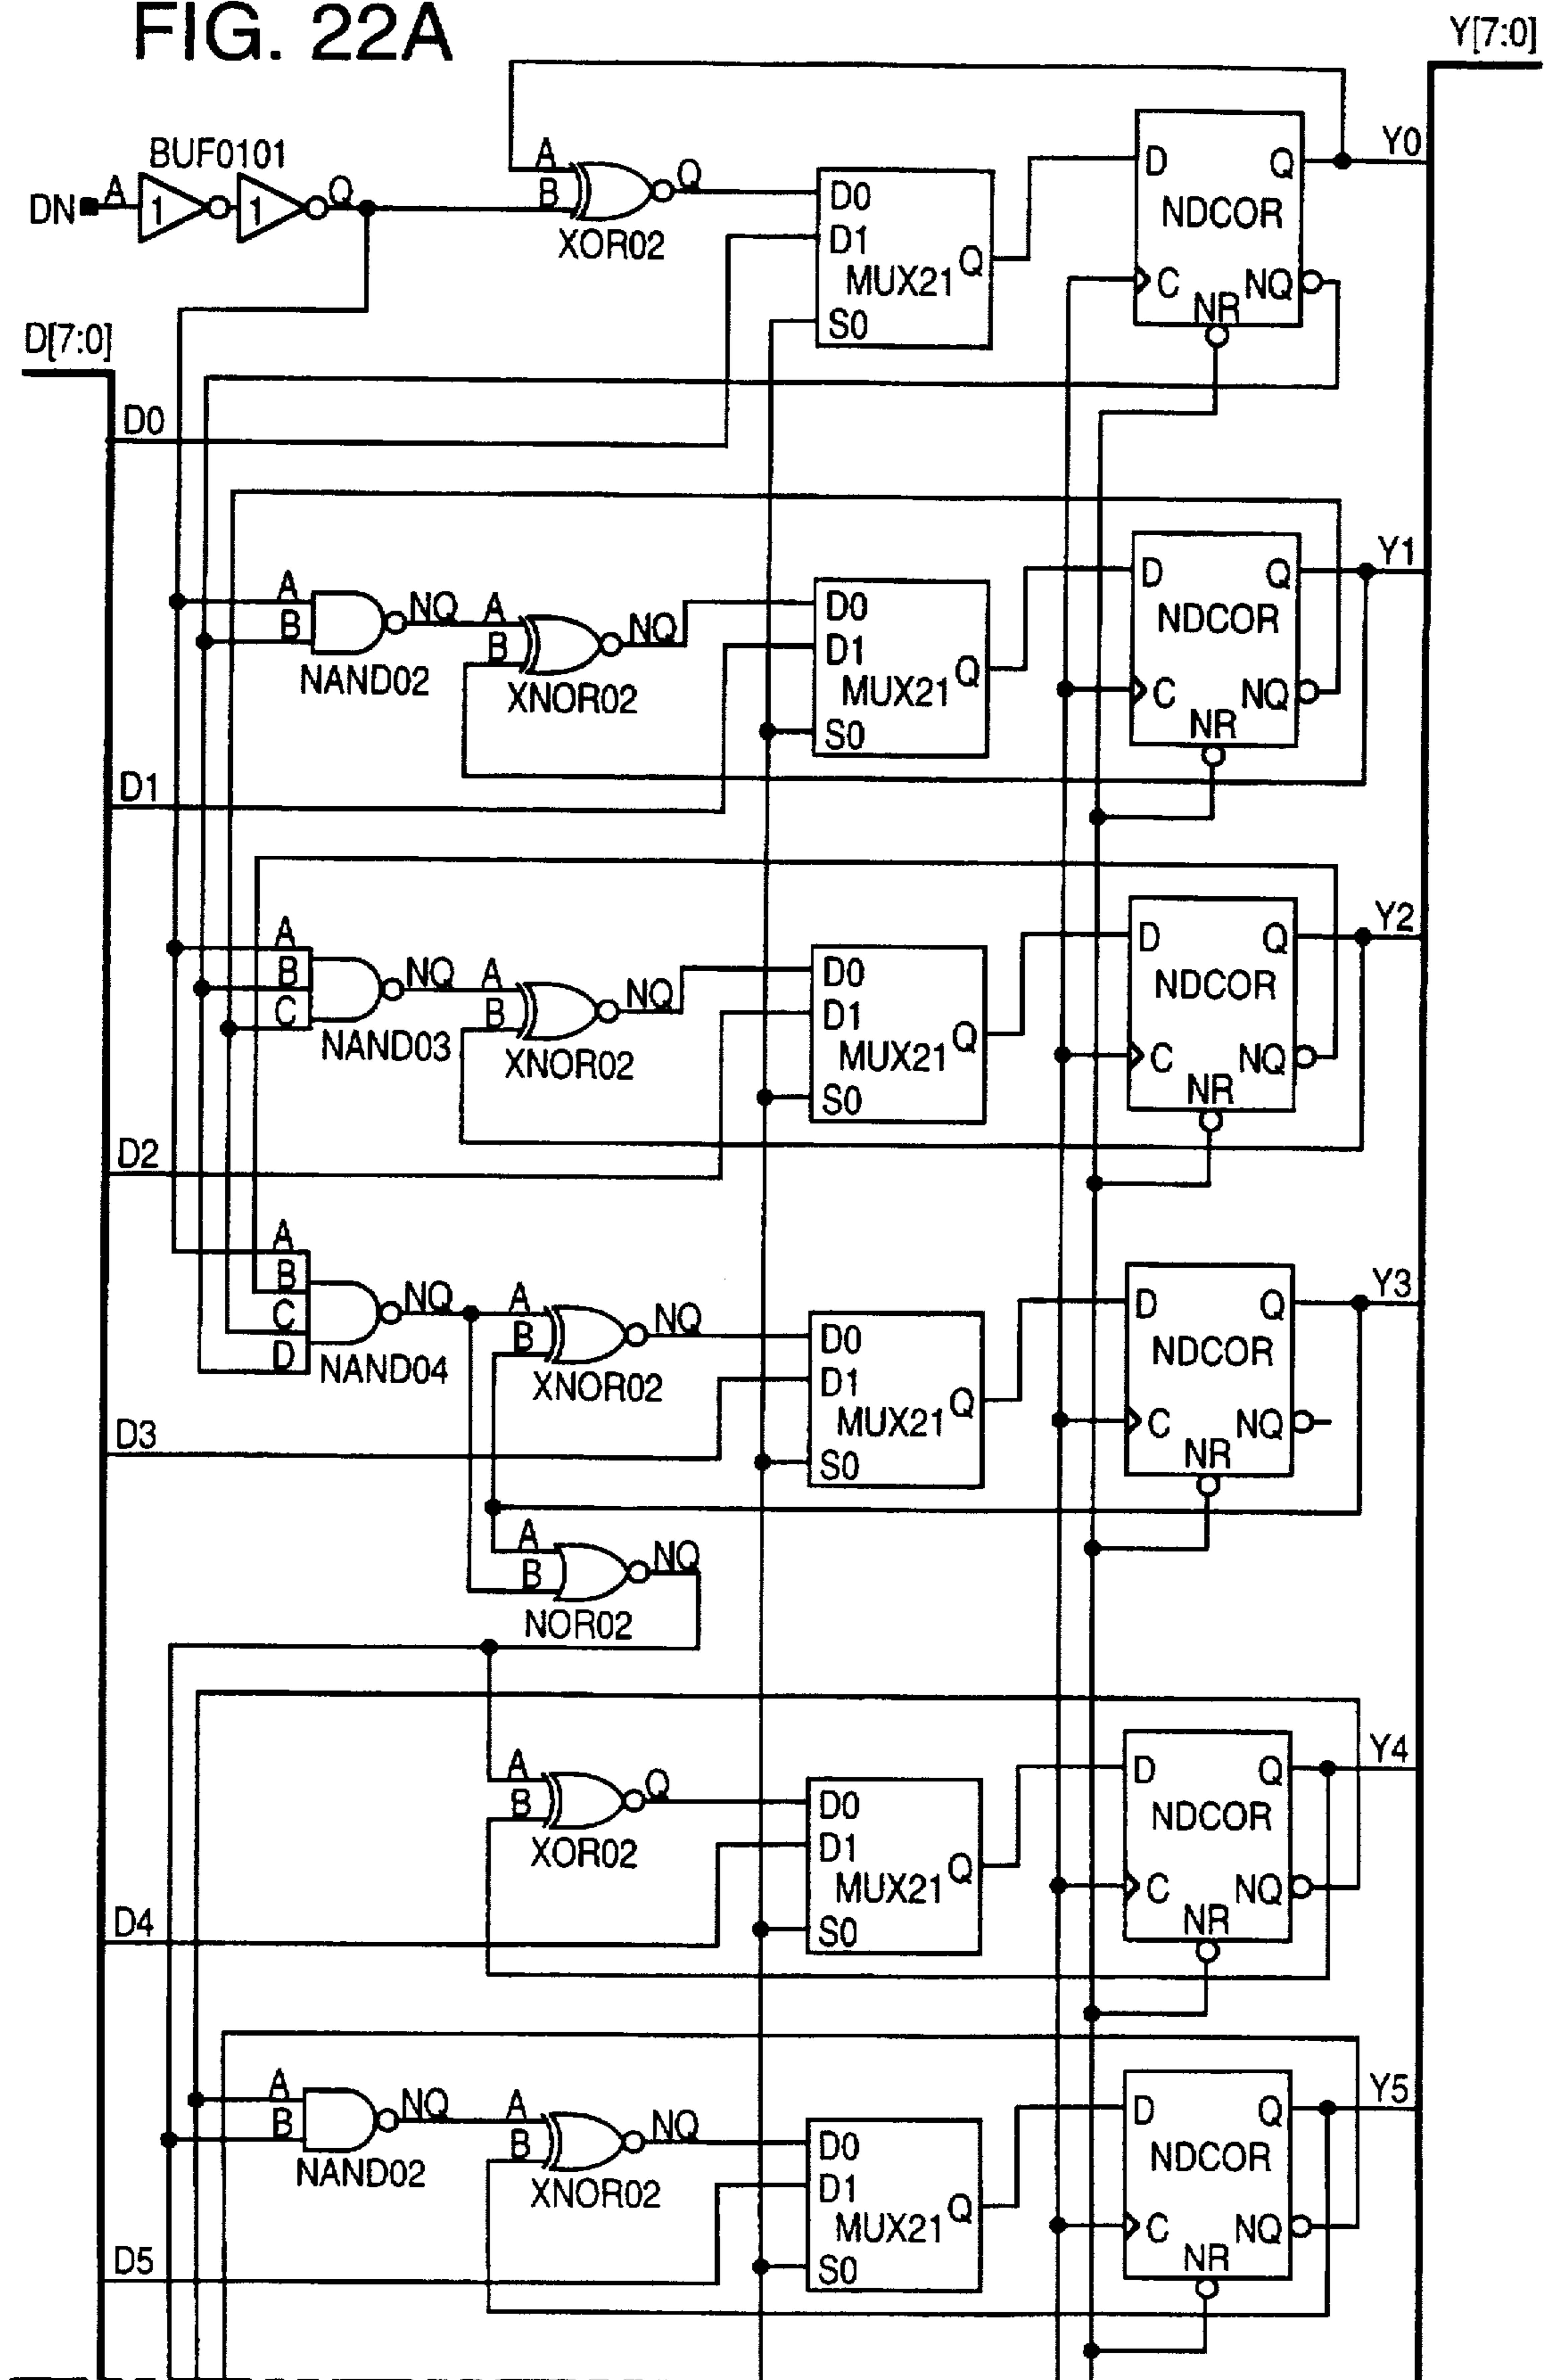 FIG. 22A
Y[7:0]
BUF0101
DN A 1 1 Q
A
B
Q
XOR02
D0
D1
MUX21
S0
Q
D
Q
NDCOR
C
NQ
NR
Y0
D[7:0]
D0
A
B
NQ
NAND02
A
B
NQ
XNOR02
D0
D1
MUX21
S0
Q
D
Q
NDCOR
C
NQ
NR
Y1
D1
A
B
C
NQ
NAND03
A
B
NQ
XNOR02
D0
D1
MUX21
S0
Q
D
Q
NDCOR
C
NQ
NR
Y2
D2
A
B
C
D
NQ
NAND04
A
B
NQ
XNOR02
D0
D1
MUX21
S0
Q
D
Q
NDCOR
C
NQ
NR
Y3
D3
A
B
NQ
NOR02
A
B
Q
XOR02
D0
D1
MUX21
S0
Q
D
Q
NDCOR
C
NQ
NR
Y4
D4
A
B
NQ
NAND02
A
B
NQ
XNOR02
D0
D1
MUX21
S0
Q
D
Q
NDCOR
C
NQ
NR
Y5
D5